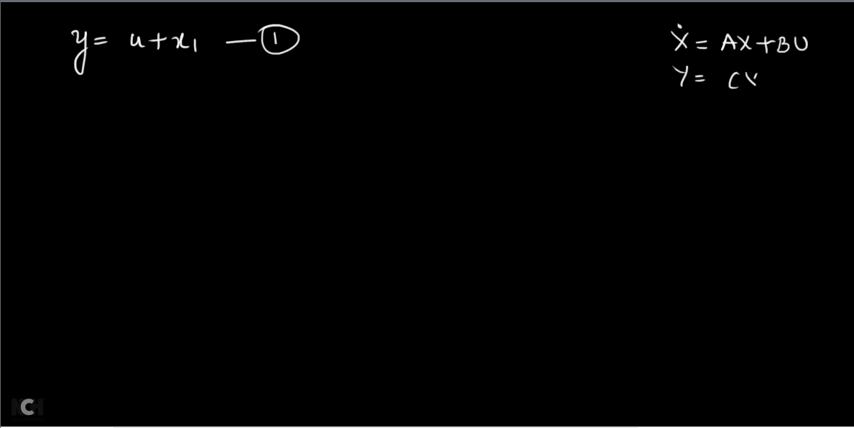 y = u + x₁ — ①
Ẋ = AX + BU
Y = CX